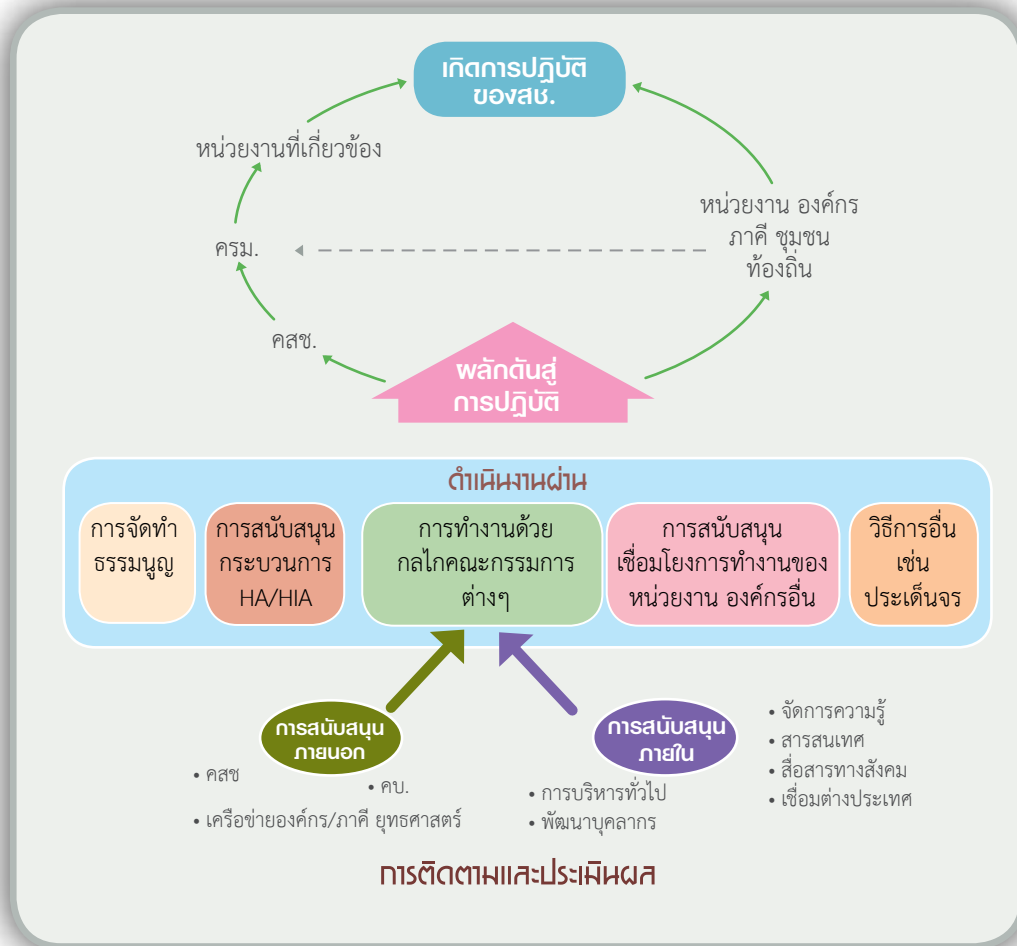 เกิดการปฏิบัติ
ของสช.
หน่วยงานที่เกี่ยวข้อง
หน่วยงาน องค์กร
ภาคี ชุมชน
ท้องถิ่น
ครม.
คสช.
ผลักดันสู่
การปฏิบัติ
ดำเนินงานผ่าน
การจัดทำ
ธรรมนูญ
การสนับสนุน
กระบวนการ
HA/HIA
การทำงานด้วย
กลไกคณะกรรมการ
ต่างๆ
การสนับสนุน
เชื่อมโยงการทำงานของ
หน่วยงาน องค์กรอื่น
วิธีการอื่น
เช่น
ประเด็นจร
การสนับสนุน
ภายนอก
• คสช
• คบ.
• เครือข่ายองค์กร/ภาคี ยุทธศาสตร์
การสนับสนุน
ภายใน
• การบริหารทั่วไป
• พัฒนาบุคลากร
• จัดการความรู้
• สารสนเทศ
• สื่อสารทางสังคม
• เชื่อมต่างประเทศ
การติดตามและประเมินผล